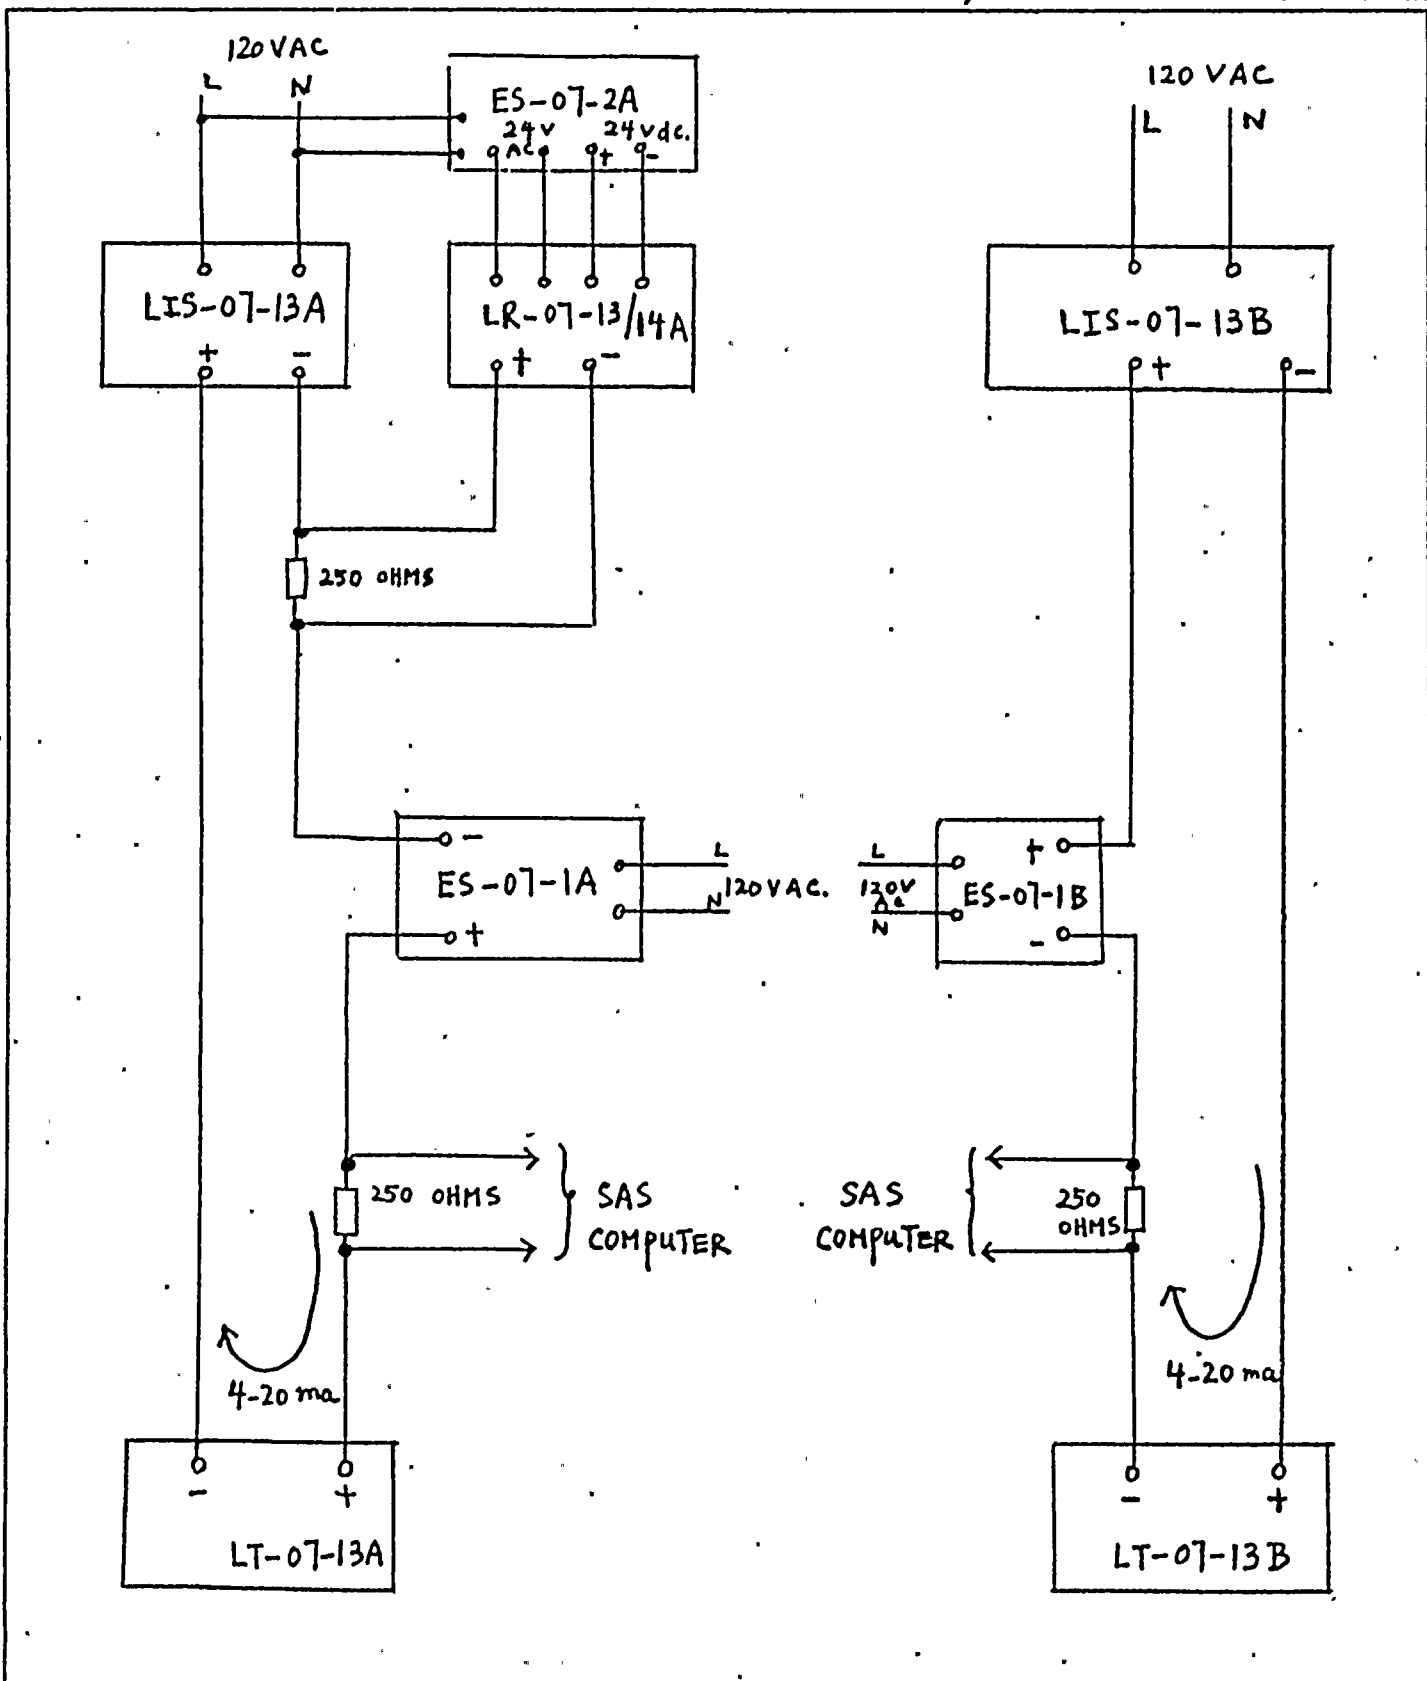 120 VAC
L N
ES-07-2A
24V 24Vdc.
AC + -
LIS-07-13A
+ -
LR-07-13/14A
+ -
250 OHMS
-
ES-07-1A
+
L
120VAC.
N
250 OHMS
SAS
COMPUTER
4-20 ma
- +
LT-07-13A
120 VAC
L N
LIS-07-13B
+ -
L
120V
AC
N
+
ES-07-1B
-
SAS
COMPUTER
250
OHMS
4-20 ma
- +
LT-07-13B